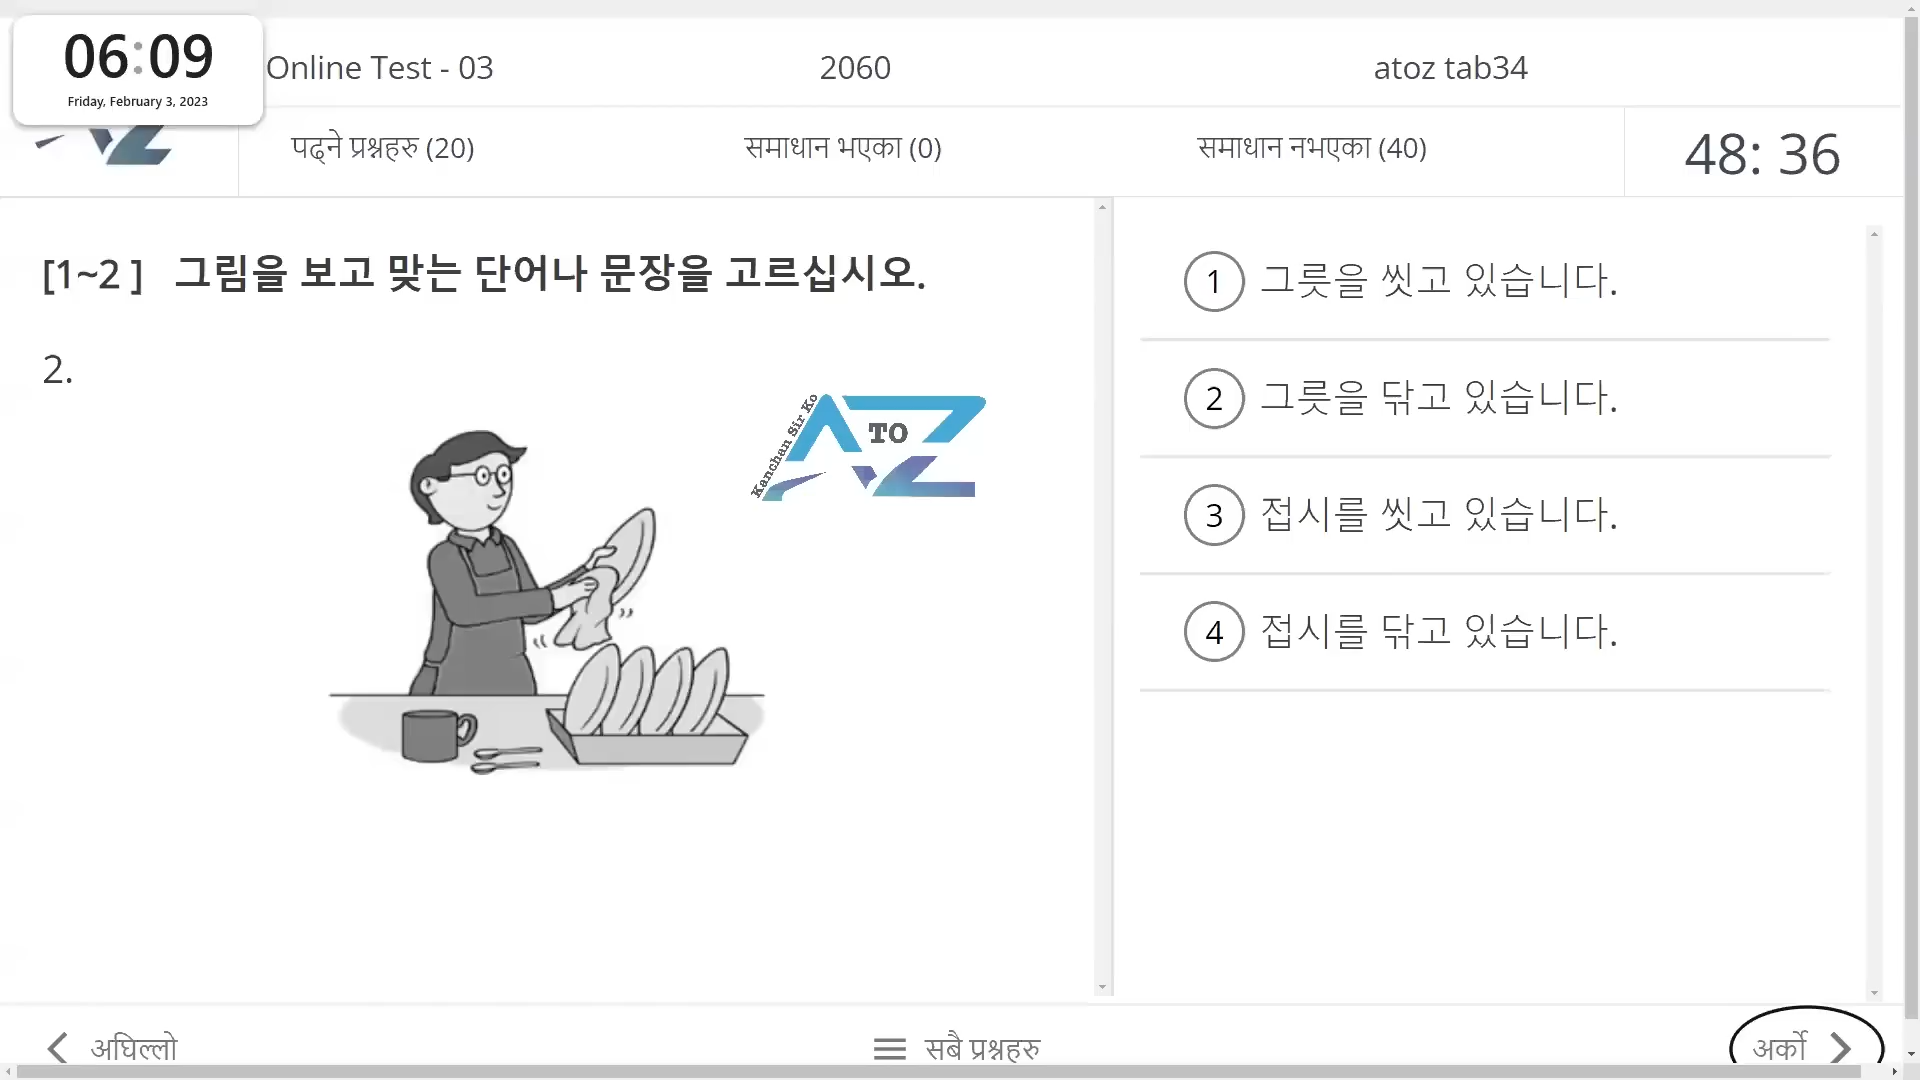 06:09
Friday, February 3, 2023
Online Test - 03
2060
atoz tab34
पढ्ने प्रश्नहरु (20)
समाधान भएका (0)
समाधान नभएका (40)
48: 36
[1~2 ] 그림을 보고 맞는 단어나 문장을 고르십시오.
2.
Kanchan Sir Ko
A TO Z
1 그릇을 씻고 있습니다.
2 그릇을 닦고 있습니다.
3 접시를 씻고 있습니다.
4 접시를 닦고 있습니다.
अघिल्लो
सबै प्रश्नहरु
अर्को